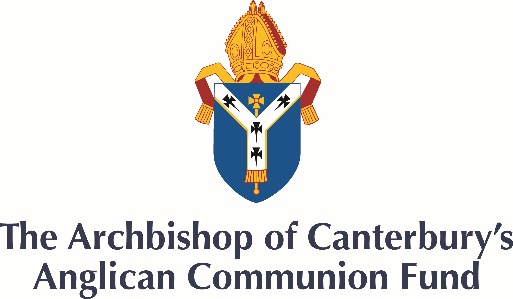 The Archbishop of Canterbury's
Anglican Communion Fund